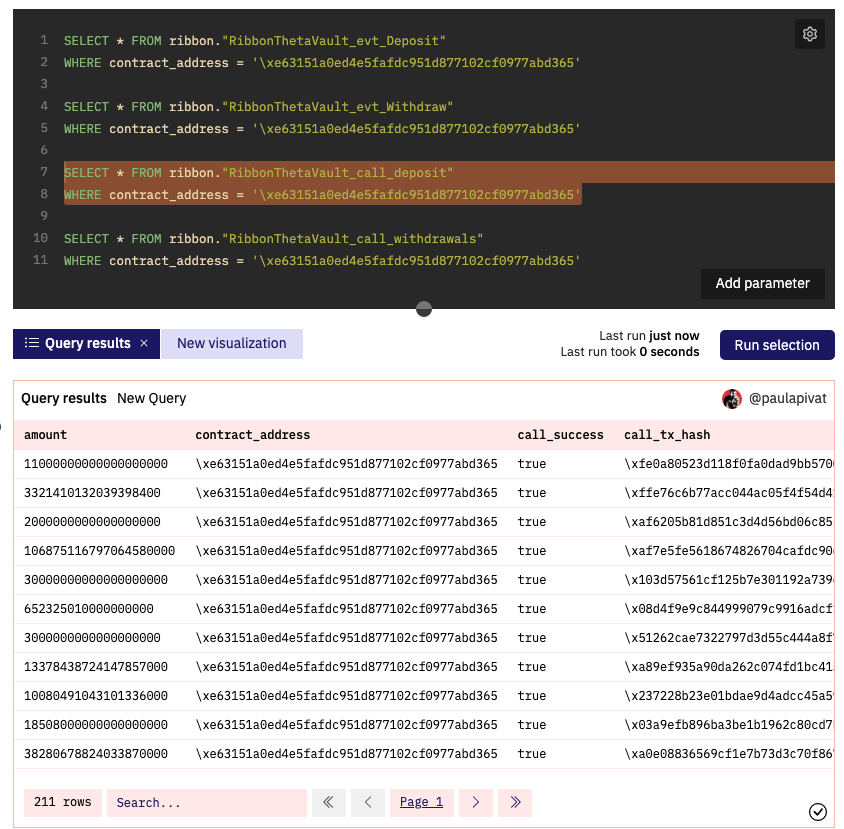 1 SELECT * FROM ribbon."RibbonThetaVault_evt_Deposit"
2 WHERE contract_address = '\xe63151a0ed4e5fafdc951d877102cf0977abd365'
3
4 SELECT * FROM ribbon."RibbonThetaVault_evt_Withdraw"
5 WHERE contract_address = '\xe63151a0ed4e5fafdc951d877102cf0977abd365'
6
7 SELECT * FROM ribbon."RibbonThetaVault_call_deposit"
8 WHERE contract_address = '\xe63151a0ed4e5fafdc951d877102cf0977abd365'
9
10 SELECT * FROM ribbon."RibbonThetaVault_call_withdrawals"
11 WHERE contract_address = '\xe63151a0ed4e5fafdc951d877102cf0977abd365'
Add parameter
Query results × New visualization
Last run just now
Last run took 0 seconds
Run selection
Query results New Query @paulapivat
amount contract_address call_success call_tx_hash
11000000000000000000 \xe63151a0ed4e5fafdc951d877102cf0977abd365 true \xfe0a80523d118f0fa0dad9bb570
3321410132039398400 \xe63151a0ed4e5fafdc951d877102cf0977abd365 true \xffe76c6b77acc044ac05f4f54d4
2000000000000000000 \xe63151a0ed4e5fafdc951d877102cf0977abd365 true \xaf6205b81d851c3d4d56bd06c85
106875116797064580000 \xe63151a0ed4e5fafdc951d877102cf0977abd365 true \xaf7e5fe5618674826704cafdc90
30000000000000000000 \xe63151a0ed4e5fafdc951d877102cf0977abd365 true \x103d57561cf125b7e301192a739
652325010000000000 \xe63151a0ed4e5fafdc951d877102cf0977abd365 true \x08d4f9e9c844999079c9916adcf
3000000000000000000 \xe63151a0ed4e5fafdc951d877102cf0977abd365 true \x51262cae7322797d3d55c444a8f
13378438724147857000 \xe63151a0ed4e5fafdc951d877102cf0977abd365 true \xa89ef935a90da262c074fd1bc41
10080491043101336000 \xe63151a0ed4e5fafdc951d877102cf0977abd365 true \x237228b23e01bdae9d4adcc45a5
18508000000000000000 \xe63151a0ed4e5fafdc951d877102cf0977abd365 true \x03a9efb896ba3be1b1962c80cd7
38280678824033870000 \xe63151a0ed4e5fafdc951d877102cf0977abd365 true \xa0e08836569cf1e7b73d3c70f86
211 rows Search... Page 1